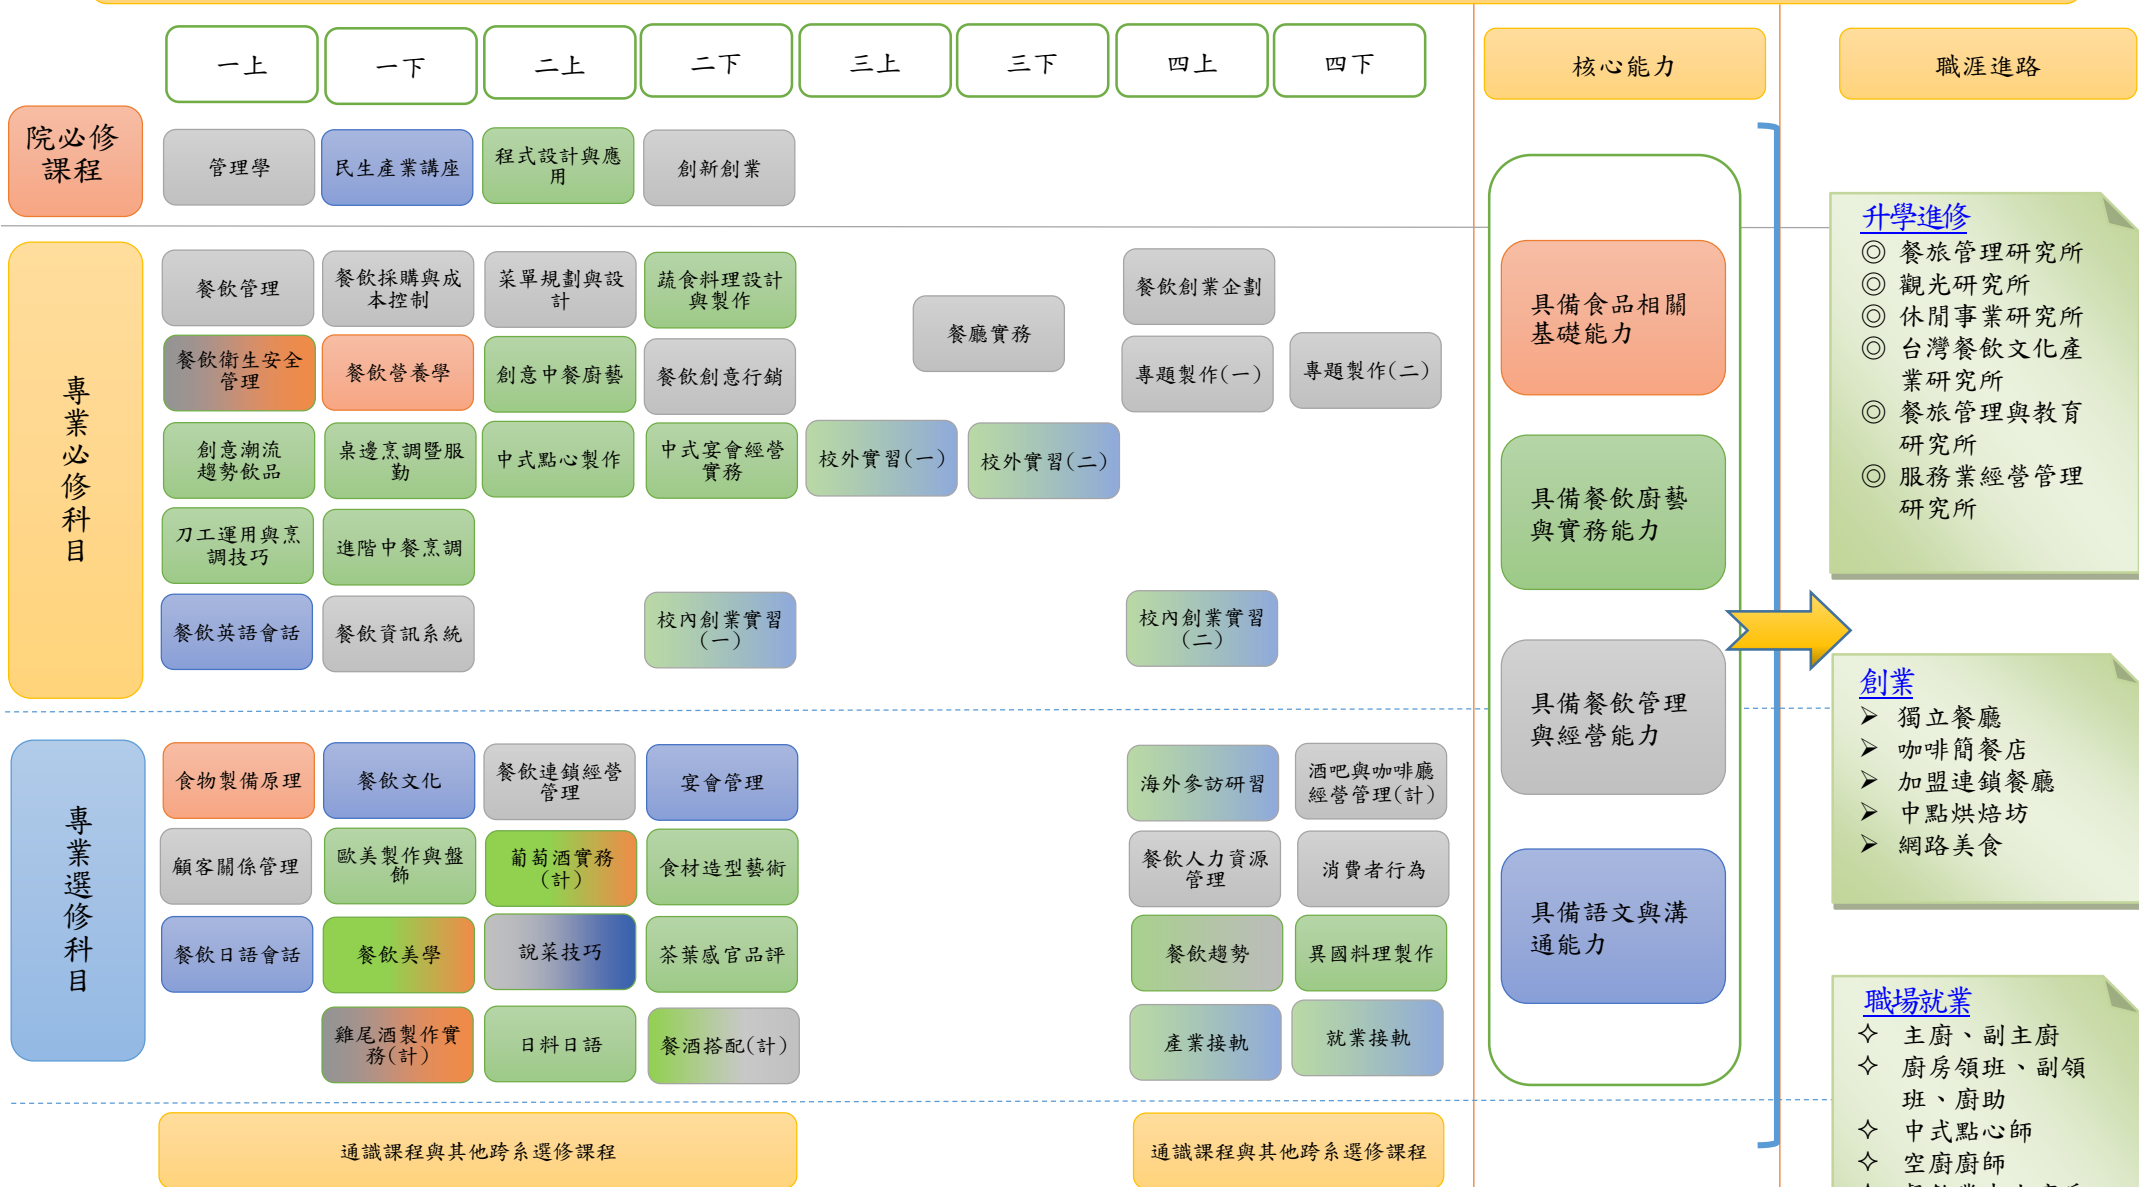 一上
一下
二上
二下
三上
三下
四上
四下
核心能力
職涯進路
院必修
課程
管理學
民生產業講座
程式設計與應
用
創新創業
專業必修科目
餐飲管理
餐飲採購與成
本控制
菜單規劃與設
計
蔬食料理設計
與製作
餐廳實務
餐飲創業企劃
餐飲衛生安全
管理
餐飲營養學
創意中餐廚藝
餐飲創意行銷
專題製作(一)
專題製作(二)
創意潮流
趨勢飲品
桌邊烹調暨服
勤
中式點心製作
中式宴會經營
實務
校外實習(一)
校外實習(二)
刀工運用與烹
調技巧
進階中餐烹調
餐飲英語會話
餐飲資訊系統
校內創業實習
(一)
校內創業實習
(二)
專業選修科目
食物製備原理
餐飲文化
餐飲連鎖經營
管理
宴會管理
海外參訪研習
酒吧與咖啡廳
經營管理(計)
顧客關係管理
歐美製作與盤
飾
葡萄酒實務
(計)
食材造型藝術
餐飲人力資源
管理
消費者行為
餐飲日語會話
餐飲美學
說菜技巧
茶葉感官品評
餐飲趨勢
異國料理製作
雞尾酒製作實
務(計)
日料日語
餐酒搭配(計)
產業接軌
就業接軌
通識課程與其他跨系選修課程
通識課程與其他跨系選修課程
具備食品相關
基礎能力
具備餐飲廚藝
與實務能力
具備餐飲管理
與經營能力
具備語文與溝
通能力
升學進修
◎ 餐旅管理研究所
◎ 觀光研究所
◎ 休閒事業研究所
◎ 台灣餐飲文化產
業研究所
◎ 餐旅管理與教育
研究所
◎ 服務業經營管理
研究所
創業
➢ 獨立餐廳
➢ 咖啡簡餐店
➢ 加盟連鎖餐廳
➢ 中點烘焙坊
➢ 網路美食
職場就業
✧ 主廚、副主廚
✧ 廚房領班、副領
班、廚助
✧ 中式點心師
✧ 空廚廚師